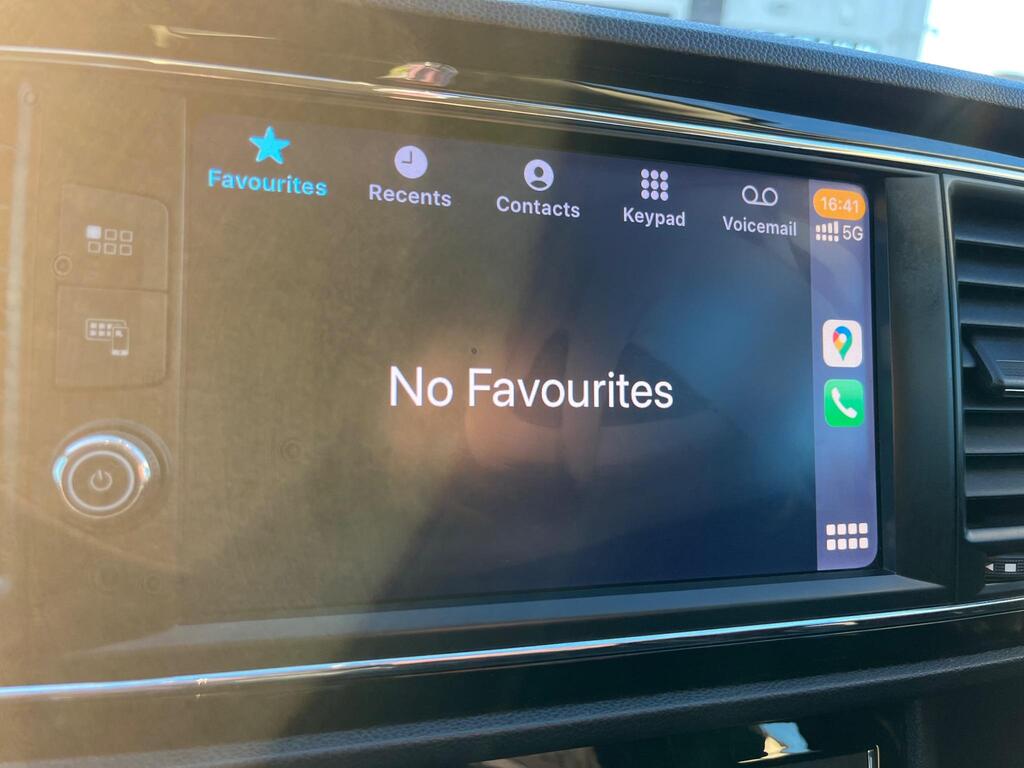 Favourites
Recents
Contacts
Keypad
Voicemail
16:41
5G
No Favourites